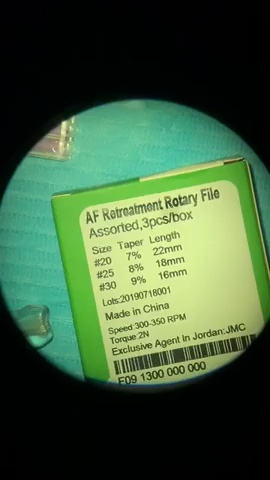 AF Retreatment Rotary File
Assorted,3pcs/box
Size Taper Length
#20 7% 22mm
#25 8% 18mm
#30 9% 16mm
Lots:20190718001
Made in China
Speed:300-350 RPM
Torque:2N
Exclusive Agent In Jordan:JMC
F09 1300 000 000